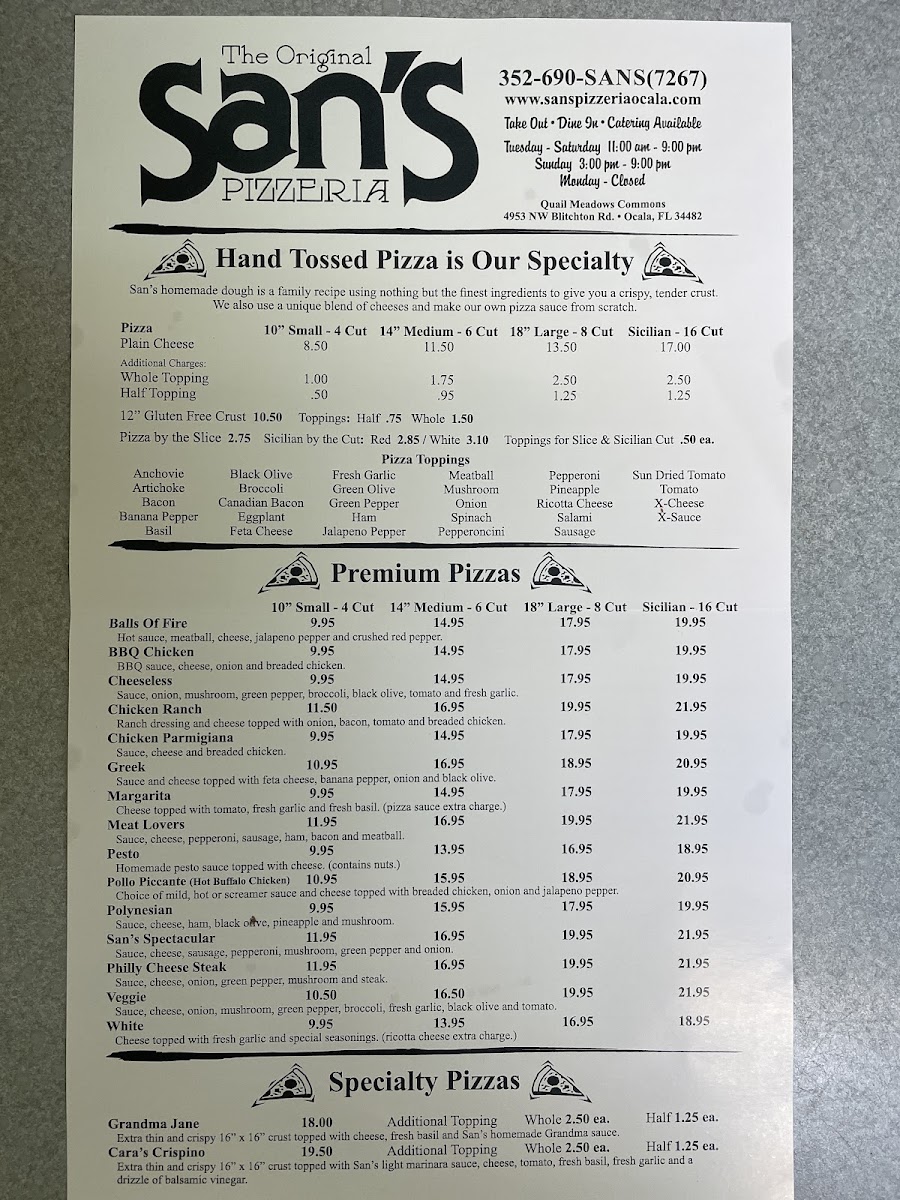 The Original
San's
PIZZERIA
352-690-SANS(7267)
www.sanspizzeriaocala.com
Take Out • Dine In • Catering Available
Tuesday - Saturday 11:00 am - 9:00 pm
Sunday 3:00 pm - 9:00 pm
Monday - Closed
Quail Meadows Commons
4953 NW Blitchton Rd. • Ocala, FL 34482
Hand Tossed Pizza is Our Specialty
San's homemade dough is a family recipe using nothing but the finest ingredients to give you a crispy, tender crust.
We also use a unique blend of cheeses and make our own pizza sauce from scratch.
Pizza 10" Small - 4 Cut 14" Medium - 6 Cut 18" Large - 8 Cut Sicilian - 16 Cut
Plain Cheese 8.50 11.50 13.50 17.00
Additional Charges:
Whole Topping 1.00 1.75 2.50 2.50
Half Topping .50 .95 1.25 1.25
12" Gluten Free Crust 10.50 Toppings: Half .75 Whole 1.50
Pizza by the Slice 2.75 Sicilian by the Cut: Red 2.85 / White 3.10 Toppings for Slice & Sicilian Cut .50 ea.
Pizza Toppings
Anchovie Black Olive Fresh Garlic Meatball Pepperoni Sun Dried Tomato
Artichoke Broccoli Green Olive Mushroom Pineapple Tomato
Bacon Canadian Bacon Green Pepper Onion Ricotta Cheese X-Cheese
Banana Pepper Eggplant Ham Spinach Salami X-Sauce
Basil Feta Cheese Jalapeno Pepper Pepperoncini Sausage
Premium Pizzas
10" Small - 4 Cut 14" Medium - 6 Cut 18" Large - 8 Cut Sicilian - 16 Cut
Balls Of Fire 9.95 14.95 17.95 19.95
Hot sauce, meatball, cheese, jalapeno pepper and crushed red pepper.
BBQ Chicken 9.95 14.95 17.95 19.95
BBQ sauce, cheese, onion and breaded chicken.
Cheeseless 9.95 14.95 17.95 19.95
Sauce, onion, mushroom, green pepper, broccoli, black olive, tomato and fresh garlic.
Chicken Ranch 11.50 16.95 19.95 21.95
Ranch dressing and cheese topped with onion, bacon, tomato and breaded chicken.
Chicken Parmigiana 9.95 14.95 17.95 19.95
Sauce, cheese and breaded chicken.
Greek 10.95 16.95 18.95 20.95
Sauce and cheese topped with feta cheese, banana pepper, onion and black olive.
Margarita 9.95 14.95 17.95 19.95
Cheese topped with tomato, fresh garlic and fresh basil. (pizza sauce extra charge.)
Meat Lovers 11.95 16.95 19.95 21.95
Sauce, cheese, pepperoni, sausage, ham, bacon and meatball.
Pesto 9.95 13.95 16.95 18.95
Homemade pesto sauce topped with cheese. (contains nuts.)
Pollo Piccante (Hot Buffalo Chicken) 10.95 15.95 18.95 20.95
Choice of mild, hot or screamer sauce and cheese topped with breaded chicken, onion and jalapeno pepper.
Polynesian 9.95 15.95 17.95 19.95
Sauce, cheese, ham, black olive, pineapple and mushroom.
San's Spectacular 11.95 16.95 19.95 21.95
Sauce, cheese, sausage, pepperoni, mushroom, green pepper and onion.
Philly Cheese Steak 11.95 16.95 19.95 21.95
Sauce, cheese, onion, green pepper, mushroom and steak.
Veggie 10.50 16.50 19.95 21.95
Sauce, cheese, onion, mushroom, green pepper, broccoli, fresh garlic, black olive and tomato.
White 9.95 13.95 16.95 18.95
Cheese topped with fresh garlic and special seasonings. (ricotta cheese extra charge.)
Specialty Pizzas
Grandma Jane 18.00 Additional Topping Whole 2.50 ea. Half 1.25 ea.
Extra thin and crispy 16" x 16" crust topped with cheese, fresh basil and San's homemade Grandma sauce.
Cara's Crispino 19.50 Additional Topping Whole 2.50 ea. Half 1.25 ea.
Extra thin and crispy 16" x 16" crust topped with San's light marinara sauce, cheese, tomato, fresh basil, fresh garlic and a
drizzle of balsamic vinegar.